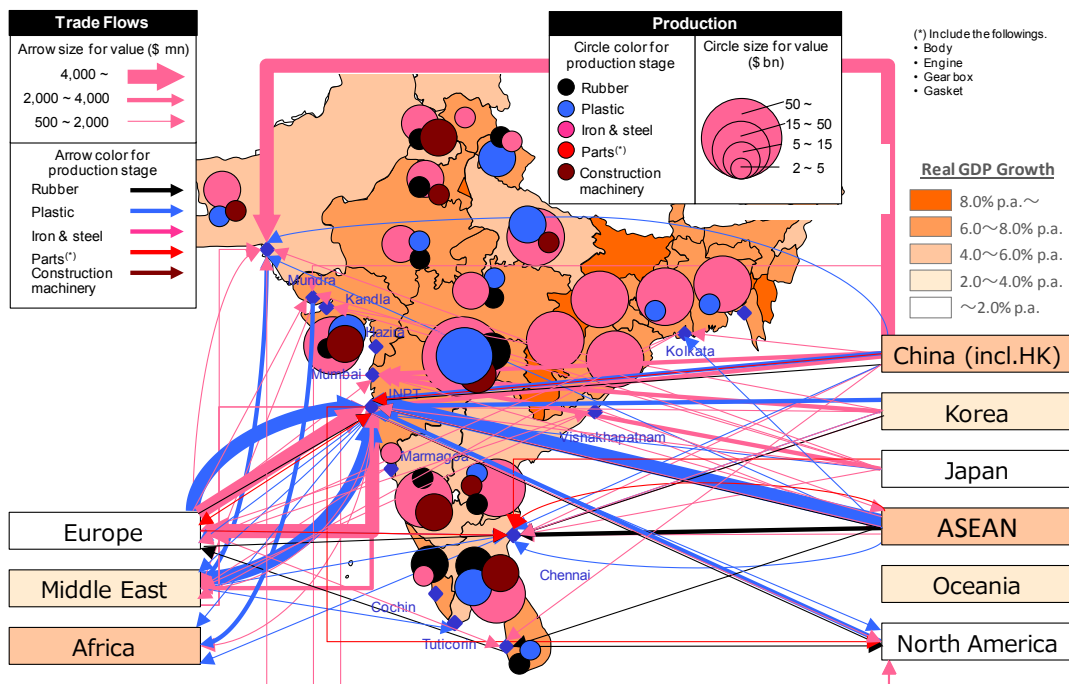 Trade Flows
Arrow size for value ($ mn)
4,000 ~
2,000 ~ 4,000
500 ~ 2,000
Arrow color for
production stage
Rubber
Plastic
Iron & steel
Parts(*)
Construction
machinery
Production
Circle color for
production stage
Rubber
Plastic
Iron & steel
Parts(*)
Construction
machinery
Circle size for value
($ bn)
50 ~
15 ~ 50
5 ~ 15
2 ~ 5
(*) Include the followings.
• Body
• Engine
• Gear box
• Gasket
Real GDP Growth
8.0% p.a.~
6.0~8.0% p.a.
4.0~6.0% p.a.
2.0~4.0% p.a.
~2.0% p.a.
Mundra
Kandla
Hazira
Mumbai
JNPT
Marmagoa
Kolkata
Vishakhapatnam
Chennai
Cochin
Tuticorin
China (incl.HK)
Korea
Japan
ASEAN
Oceania
North America
Europe
Middle East
Africa